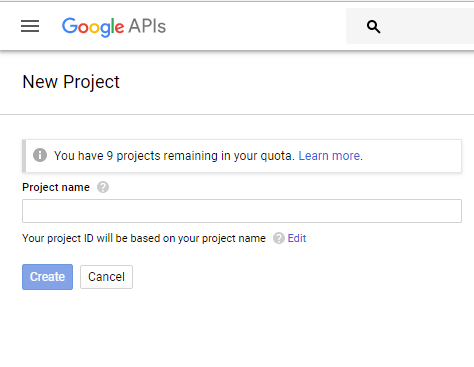 Google APIs
New Project
You have 9 projects remaining in your quota. Learn more.
Project name
Your project ID will be based on your project name Edit
Create Cancel